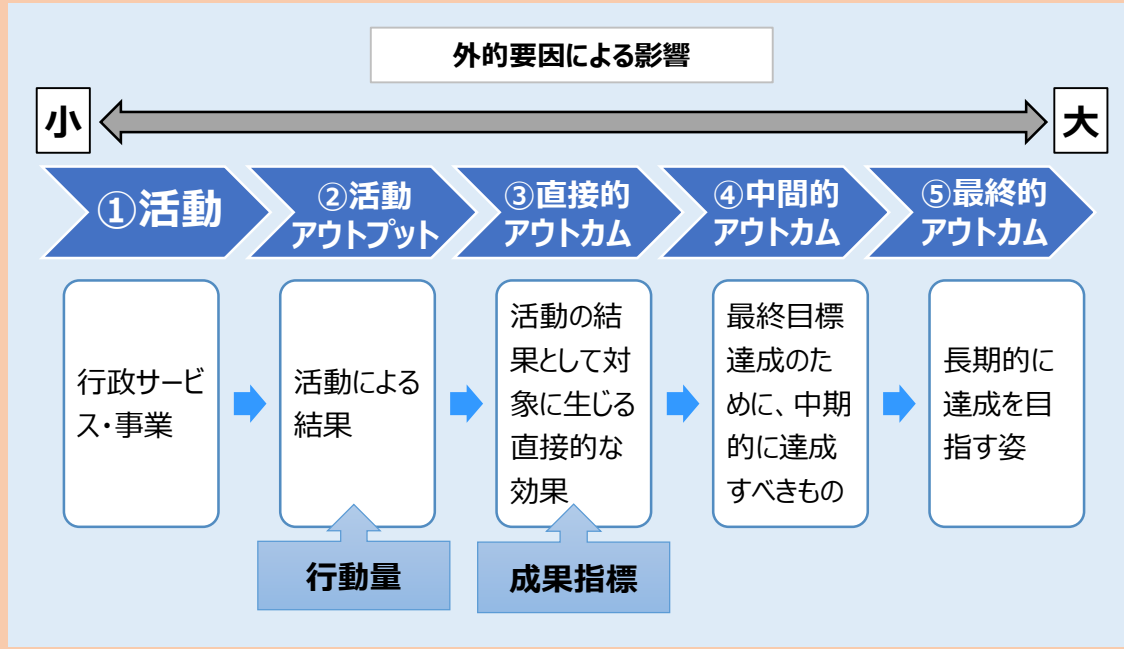 外的要因による影響
小
大
①活動
②活動
アウトプット
③直接的
アウトカム
④中間的
アウトカム
⑤最終的
アウトカム
行政サービ
ス・事業
活動による
結果
活動の結
果として対
象に生じる
直接的な
効果
最終目標
達成のた
めに、中期
的に達成
すべきもの
長期的に
達成を目
指す姿
行動量
成果指標